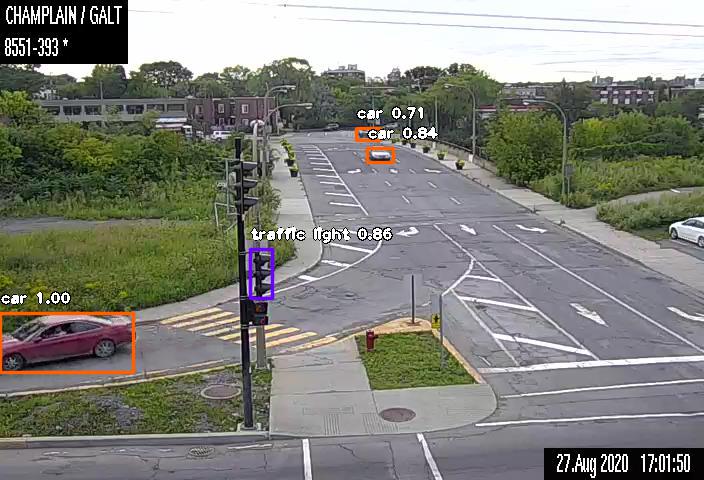 CHAMPLAIN / GALT
8551-393 *
car 0.71
car 0.84
traffic light 0.86
car 1.00
27.Aug 2020 17:01:50